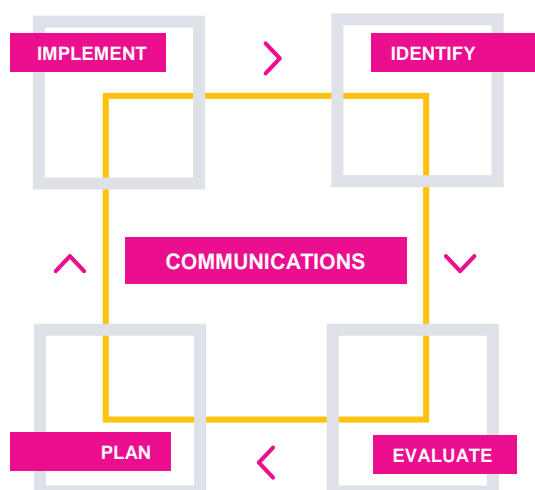 IMPLEMENT
IDENTIFY
COMMUNICATIONS
PLAN
EVALUATE